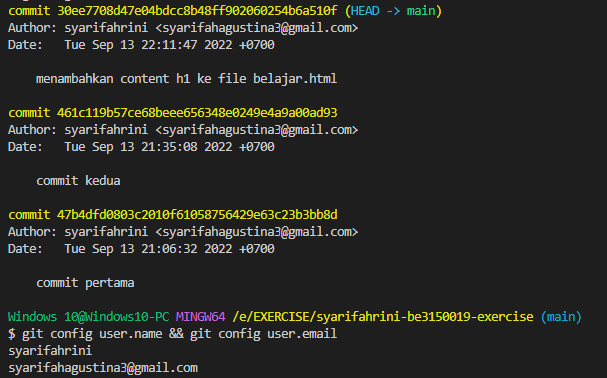 commit 30ee7708d47e04bdcc8b48ff902060254b6a510f (HEAD -> main)
Author: syarifahrini <syarifahagustina3@gmail.com>
Date:   Tue Sep 13 22:11:47 2022 +0700
menambahkan content h1 ke file belajar.html
commit 461c119b57ce68beee656348e0249e4a9a00ad93
Author: syarifahrini <syarifahagustina3@gmail.com>
Date:   Tue Sep 13 21:35:08 2022 +0700
commit kedua
commit 47b4dfd0803c2010f61058756429e63c23b3bb8d
Author: syarifahrini <syarifahagustina3@gmail.com>
Date:   Tue Sep 13 21:06:32 2022 +0700
commit pertama
Windows 10@Windows10-PC MINGW64 /e/EXERCISE/syarifahrini-be3150019-exercise (main)
$ git config user.name && git config user.email
syarifahrini
syarifahagustina3@gmail.com